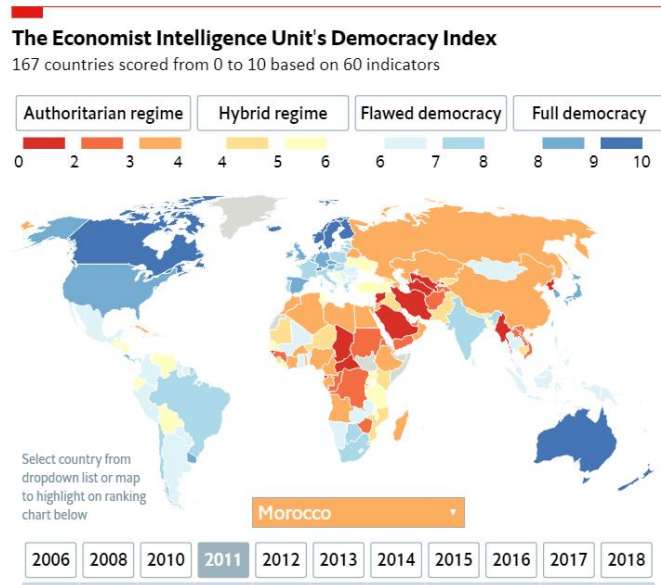 The Economist Intelligence Unit's Democracy Index
167 countries scored from 0 to 10 based on 60 indicators
Authoritarian regime Hybrid regime Flawed democracy Full democracy
0 2 3 4 4 5 6 6 7 8 8 9 10
Select country from
dropdown list or map
to highlight on ranking
chart below
Morocco
2006 2008 2010 2011 2012 2013 2014 2015 2016 2017 2018